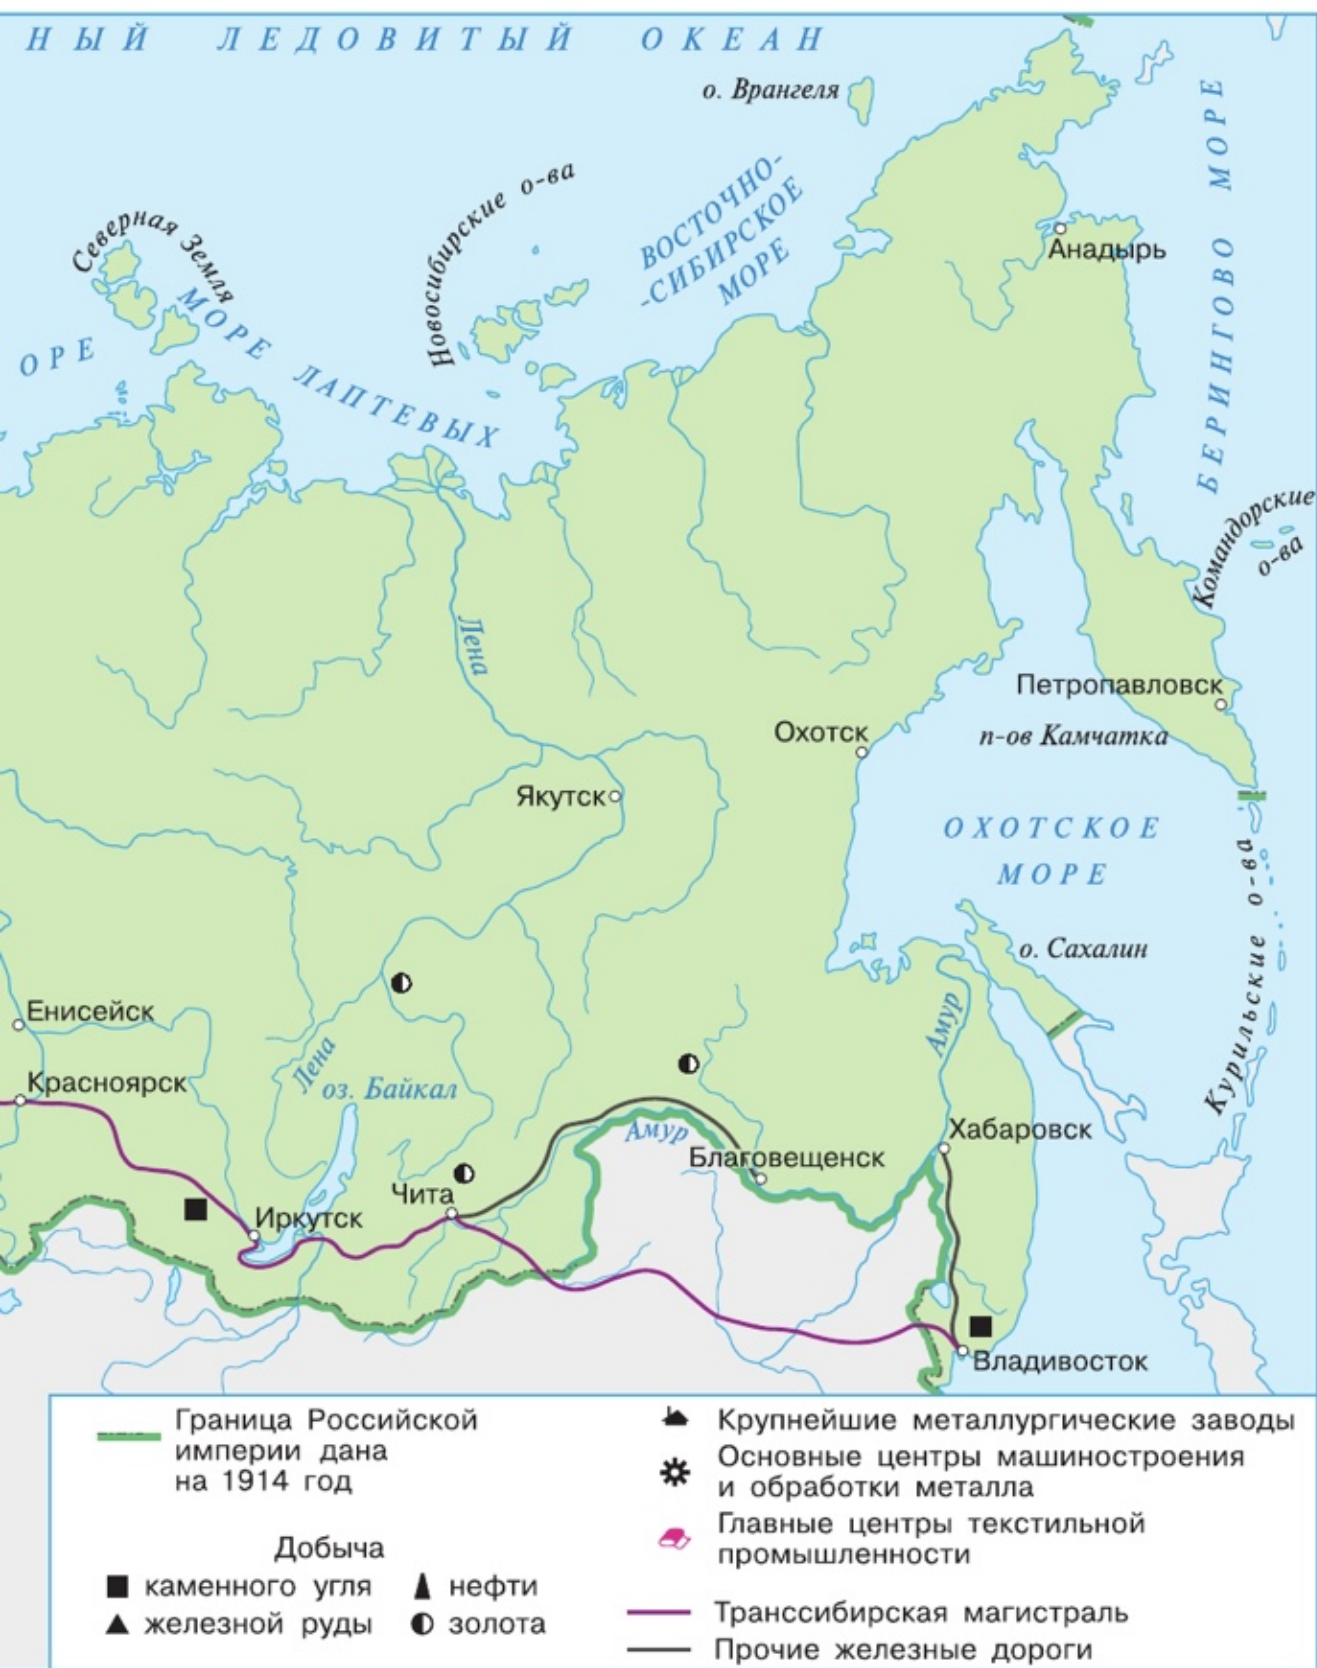 НЫЙ ЛЕДОВИТЫЙ ОКЕАН
о. Врангеля
БЕРИНГОВО МОРЕ
Новосибирские о-ва
ВОСТОЧНО-
-СИБИРСКОЕ
МОРЕ
Северная Земля
Анадырь
ОРЕ
МОРЕ ЛАПТЕВЫХ
Командорские
о-ва
Лена
Петропавловск
Охотск
п-ов Камчатка
Якутск
ОХОТСКОЕ
МОРЕ
Курильские о-ва
о. Сахалин
Енисейск
Амур
Лена
Красноярск
оз. Байкал
Амур
Хабаровск
Благовещенск
Чита
Иркутск
Владивосток
Граница Российской
империи дана
на 1914 год
Добыча
каменного угля
нефти
железной руды
золота
Крупнейшие металлургические заводы
Основные центры машиностроения
и обработки металла
Главные центры текстильной
промышленности
Транссибирская магистраль
Прочие железные дороги